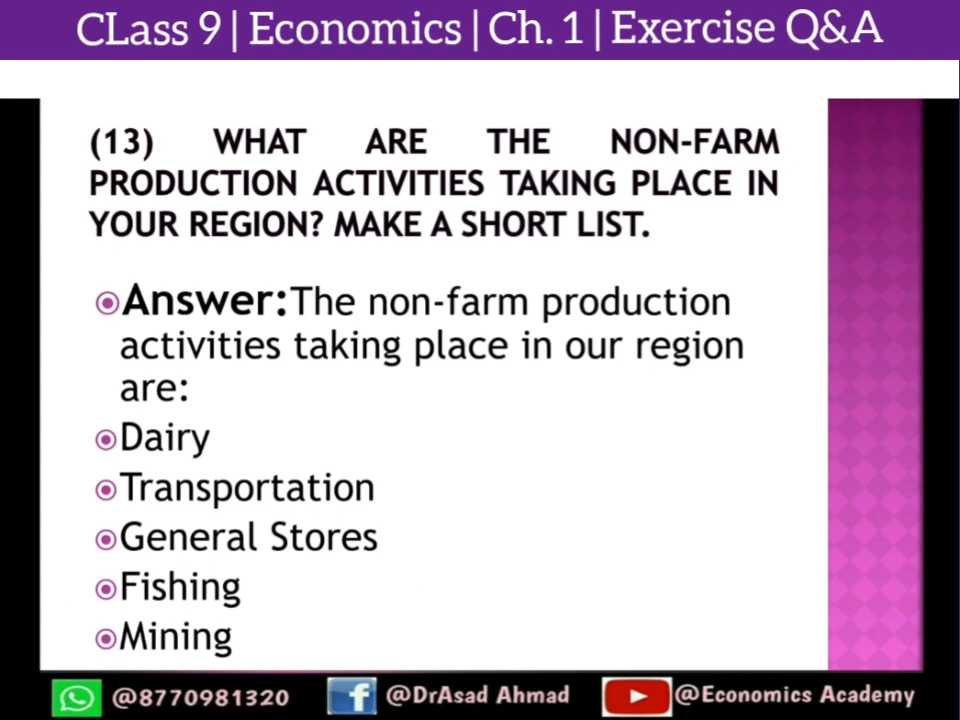 CLass 9 | Economics | Ch. 1 | Exercise Q&A
(13) WHAT ARE THE NON-FARM
PRODUCTION ACTIVITIES TAKING PLACE IN
YOUR REGION? MAKE A SHORT LIST.
Answer:The non-farm production
activities taking place in our region
are:
Dairy
Transportation
General Stores
Fishing
Mining
@8770981320 f @DrAsad Ahmad @Economics Academy